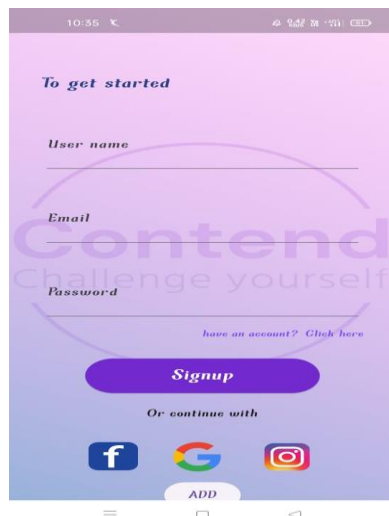 10:35
To get started
User name
Email
Contend
Challenge yourself
Password
have an account? Click here
Signup
Or continue with
f
G
ADD